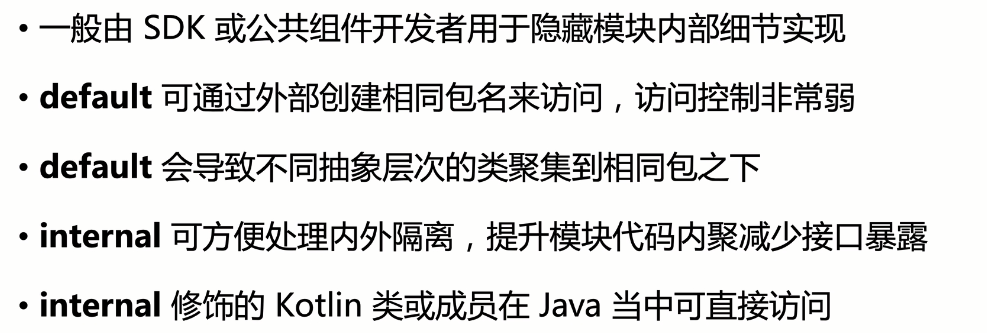 • 一般由 SDK 或公共组件开发者用于隐藏模块内部细节实现
• default 可通过外部创建相同包名来访问，访问控制非常弱
• default 会导致不同抽象层次的类聚集到相同包之下
• internal 可方便处理内外隔离，提升模块代码内聚减少接口暴露
• internal 修饰的 Kotlin 类或成员在 Java 当中可直接访问